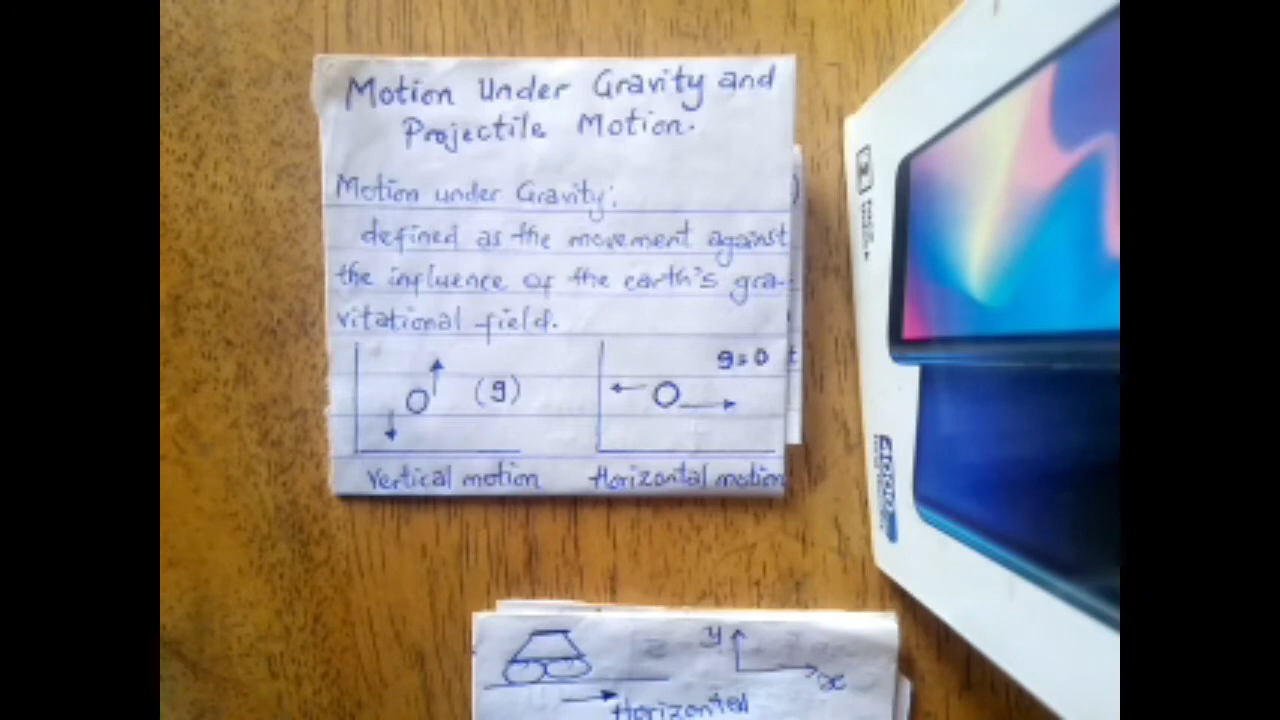 Motion Under Gravity and
Projectile Motion.
Motion under Gravity:
defined as the movement against
the influence of the earth's gra-
vitational field.
(g)
g=0
Vertical motion
Horizontal motion
y
x
Horizontal